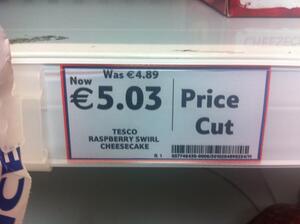 Was €4.89
Now
€5.03
Price
Cut
TESCO
RASPBERRY SWIRL
CHEESECAKE